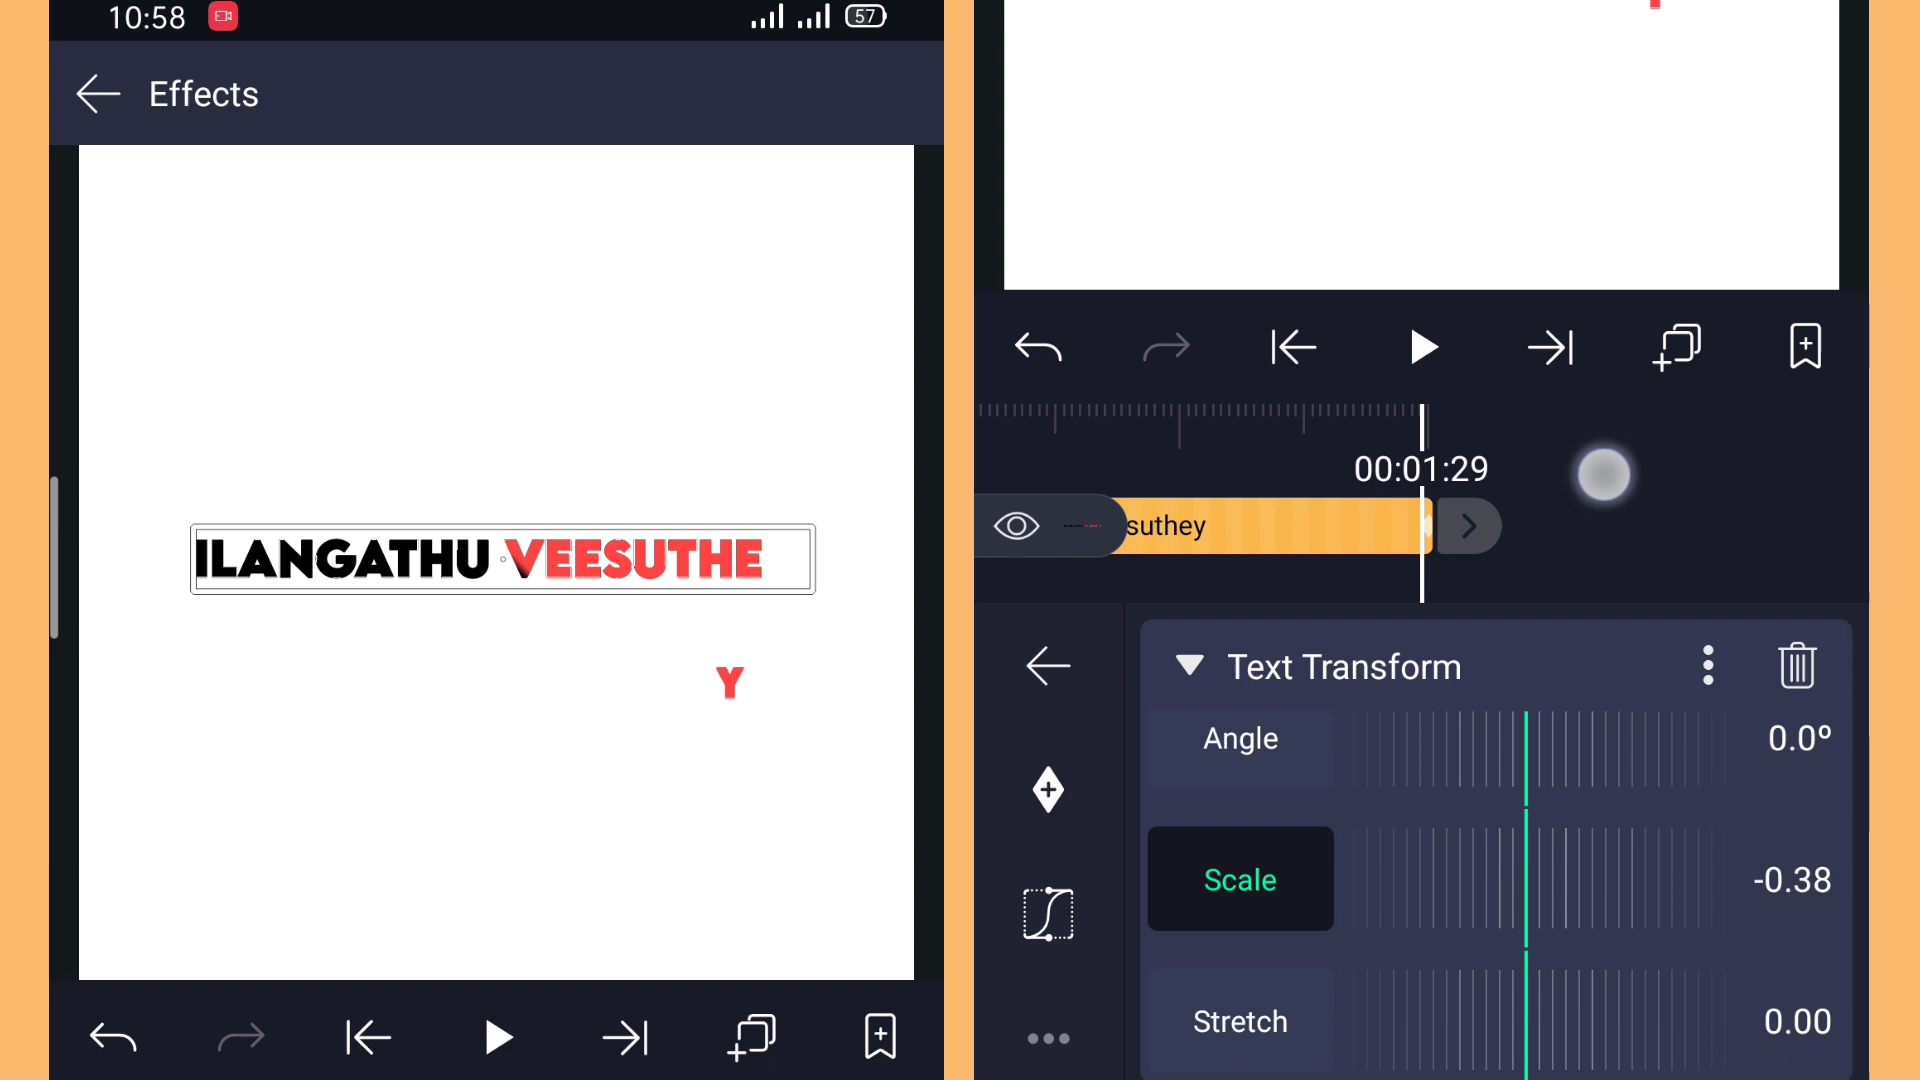 10:58
57
Effects
ILANGATHU VEESUTHE
Y
00:01:29
suthey
Text Transform
Angle
0.0º
Scale
-0.38
Stretch
0.00